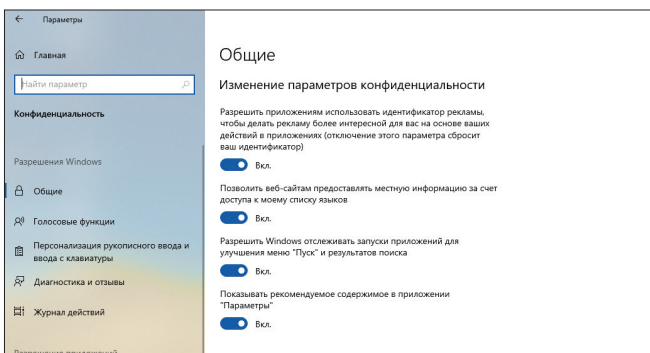 Параметры
Главная
Найти параметр
Конфиденциальность
Разрешения Windows
Общие
Голосовые функции
Персонализация рукописного ввода и
ввода с клавиатуры
Диагностика и отзывы
Журнал действий
Разрешения приложений
Общие
Изменение параметров конфиденциальности
Разрешить приложениям использовать идентификатор рекламы,
чтобы делать рекламу более интересной для вас на основе ваших
действий в приложениях (отключение этого параметра сбросит
ваш идентификатор)
Вкл.
Позволить веб-сайтам предоставлять местную информацию за счет
доступа к моему списку языков
Вкл.
Разрешить Windows отслеживать запуски приложений для
улучшения меню "Пуск" и результатов поиска
Вкл.
Показывать рекомендуемое содержимое в приложении
"Параметры"
Вкл.